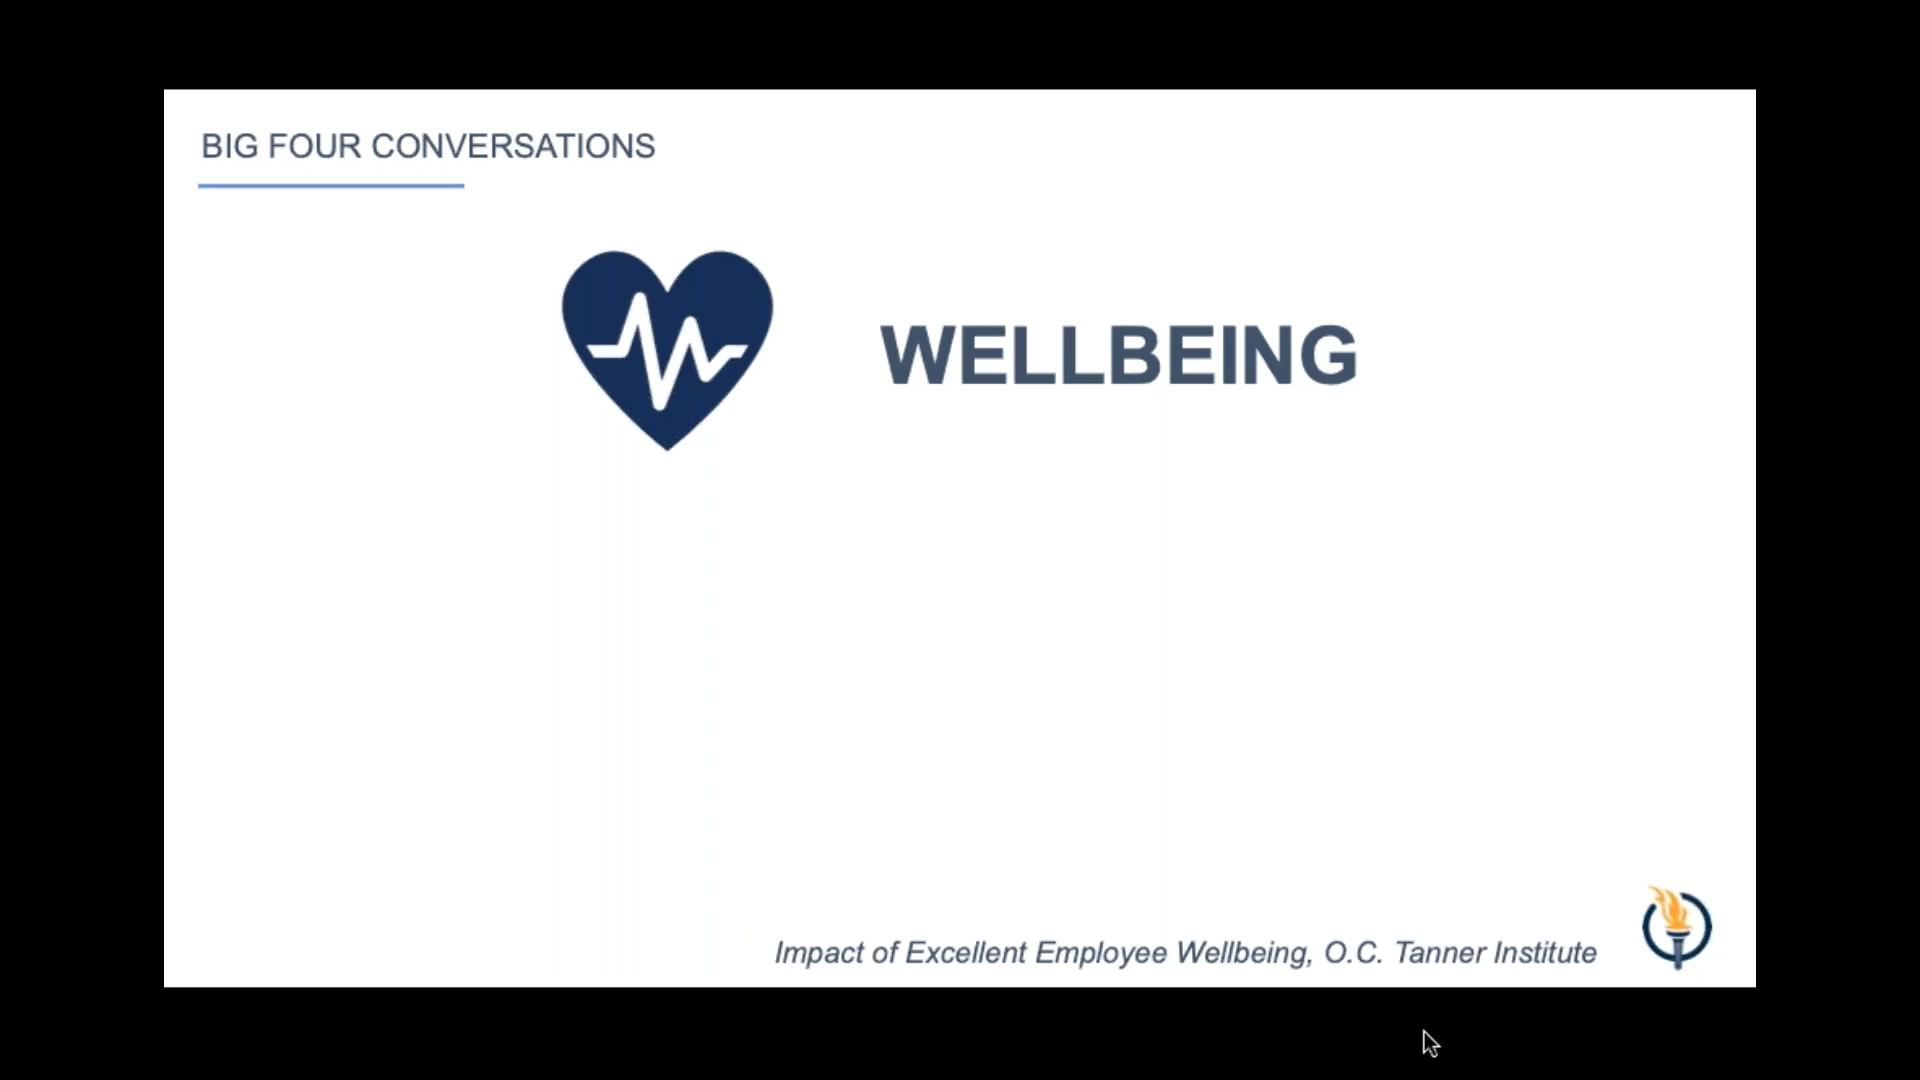 BIG FOUR CONVERSATIONS
WELLBEING
Impact of Excellent Employee Wellbeing, O.C. Tanner Institute